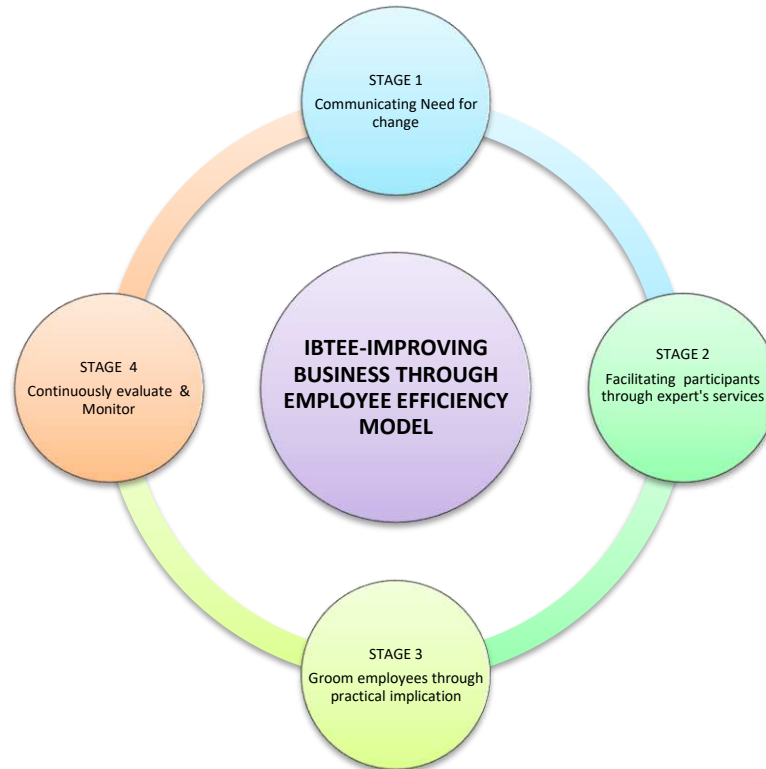 STAGE 1
Communicating Need for
change
IBTEE-IMPROVING
BUSINESS THROUGH
EMPLOYEE EFFICIENCY
MODEL
STAGE 2
Facilitating participants
through expert's services
STAGE 3
Groom employees through
practical implication
STAGE 4
Continuously evaluate &
Monitor